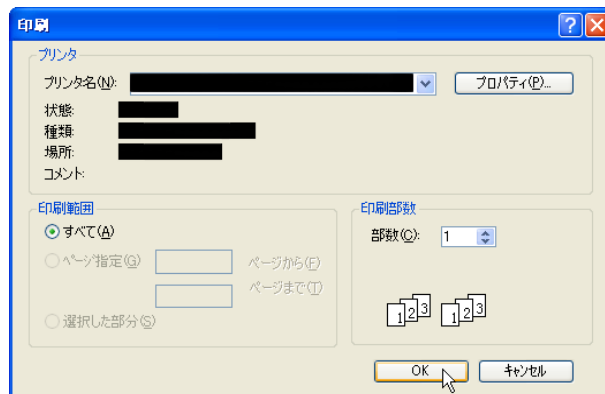 印刷
プリンタ
プリンタ名(N):
プロパティ(P)...
状態:
種類:
場所:
コメント:
印刷範囲
すべて(A)
ページ指定(G)
ページから(F)
ページまで(T)
選択した部分(S)
印刷部数
部数(C): 1
1 2 3 1 2 3
OK キャンセル